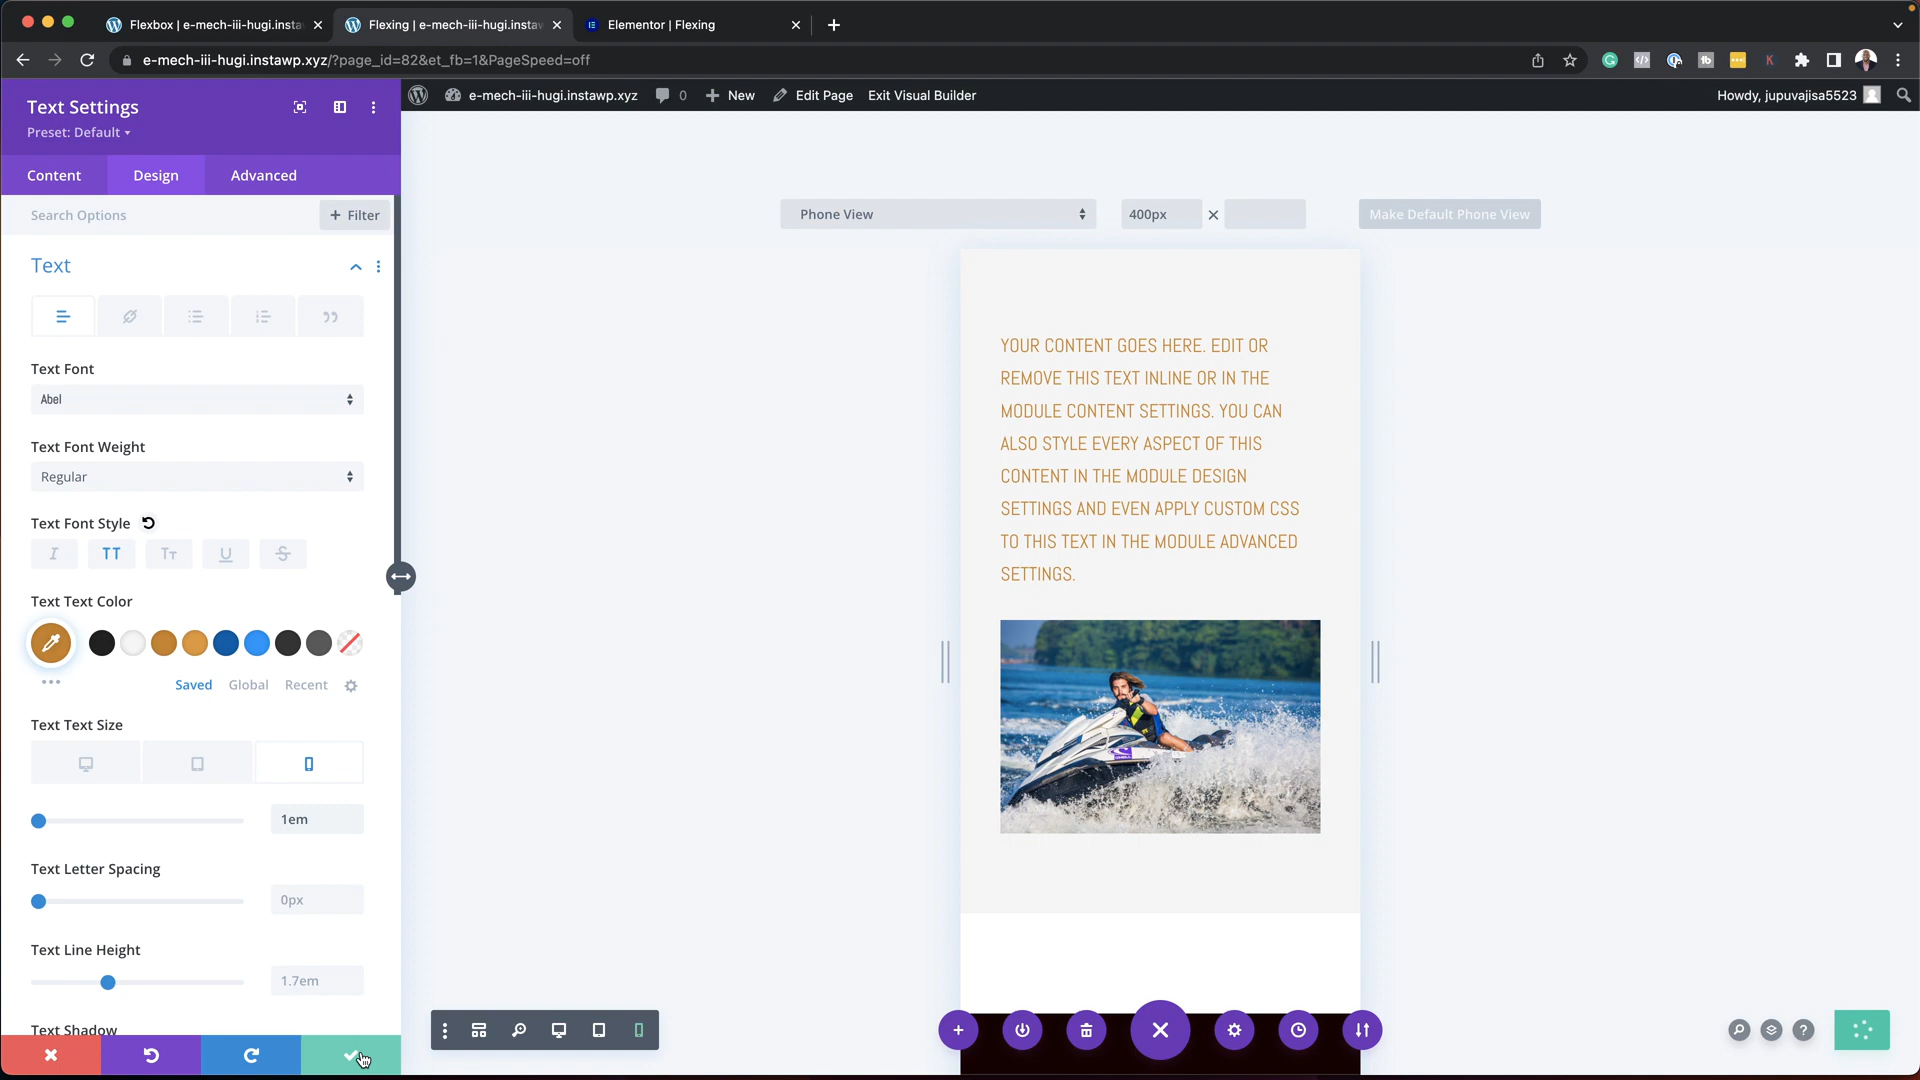 Flexbox | e-mech-iii-hugi.insta
Flexing | e-mech-iii-hugi.instaw
Elementor | Flexing
e-mech-iii-hugi.instawp.xyz/?page_id=82&et_fb=1&PageSpeed=off
Text Settings
Preset: Default
e-mech-iii-hugi.instawp.xyz
0
New
Edit Page
Exit Visual Builder
Howdy, jupuvajisa5523
Content
Design
Advanced
Search Options
+ Filter
Phone View
400px
Make Default Phone View
Text
Text Font
Abel
Text Font Weight
Regular
Text Font Style
I
TT
Tт
U
S
Text Text Color
Saved
Global
Recent
Text Text Size
1em
Text Letter Spacing
0px
Text Line Height
1.7em
Text Shadow
YOUR CONTENT GOES HERE. EDIT OR
REMOVE THIS TEXT INLINE OR IN THE
MODULE CONTENT SETTINGS. YOU CAN
ALSO STYLE EVERY ASPECT OF THIS
CONTENT IN THE MODULE DESIGN
SETTINGS AND EVEN APPLY CUSTOM CSS
TO THIS TEXT IN THE MODULE ADVANCED
SETTINGS.